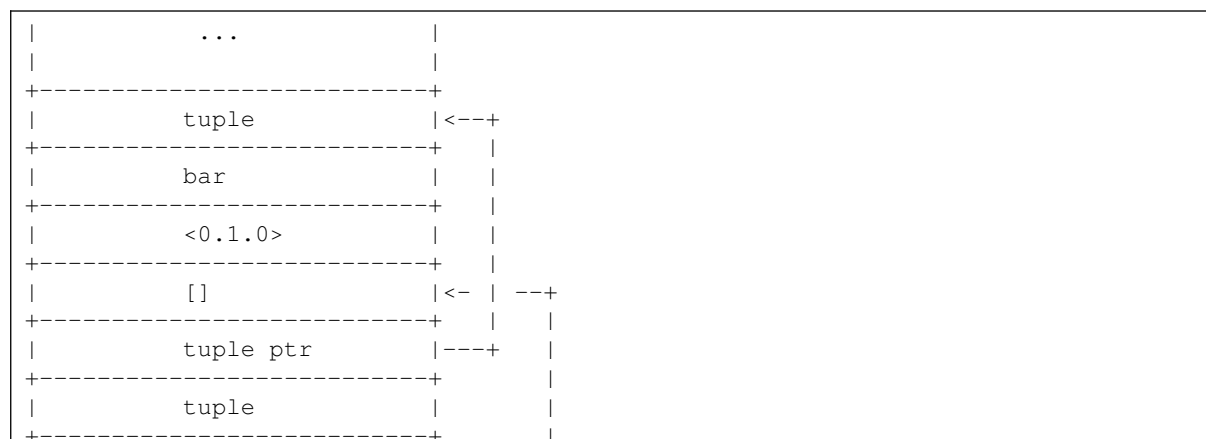 |           ...            |
|                          |
+--------------------------+
|          tuple           |<--+
+--------------------------+   |
|          bar             |   |
+--------------------------+   |
|          <0.1.0>         |   |
+--------------------------+   |
|          []              |<- | --+
+--------------------------+   |   |
|          tuple ptr       |---+   |
+--------------------------+       |
|          tuple           |       |
+--------------------------+       |